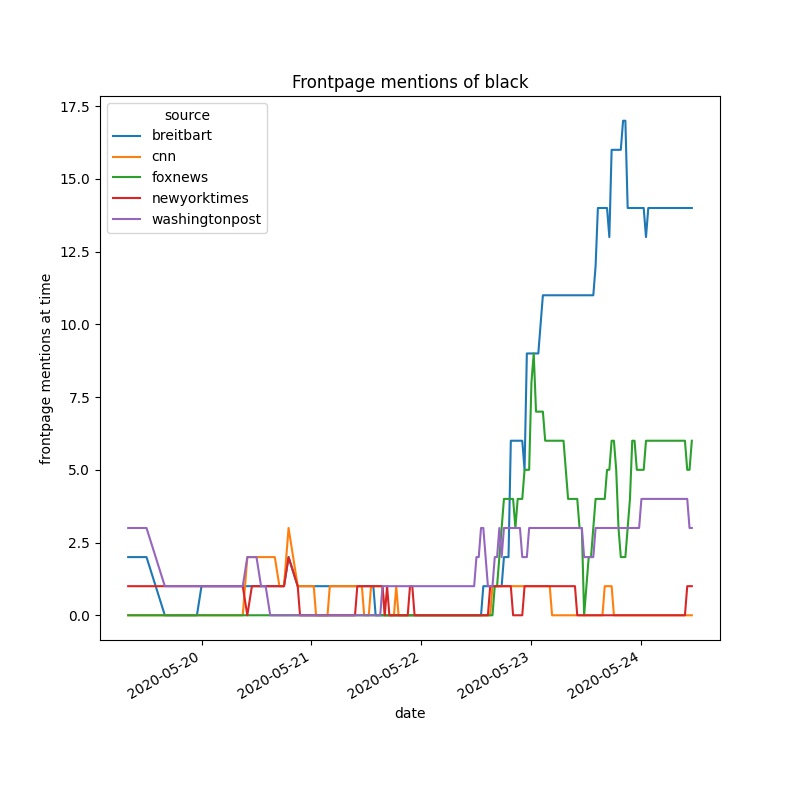 Frontpage mentions of black
source
breitbart
cnn
foxnews
newyorktimes
washingtonpost
17.5
15.0
12.5
10.0
7.5
5.0
2.5
0.0
frontpage mentions at time
2020-05-20
2020-05-21
2020-05-22
2020-05-23
2020-05-24
date